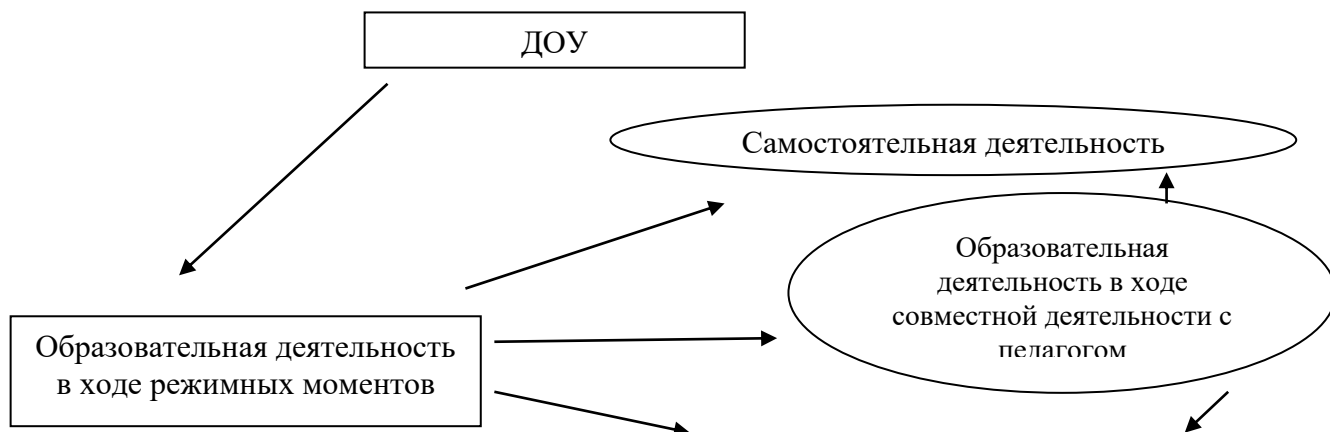 ДОУ
Самостоятельная деятельность
Образовательная
деятельность в ходе
совместной деятельности с
педагогом
Образовательная деятельность
в ходе режимных моментов